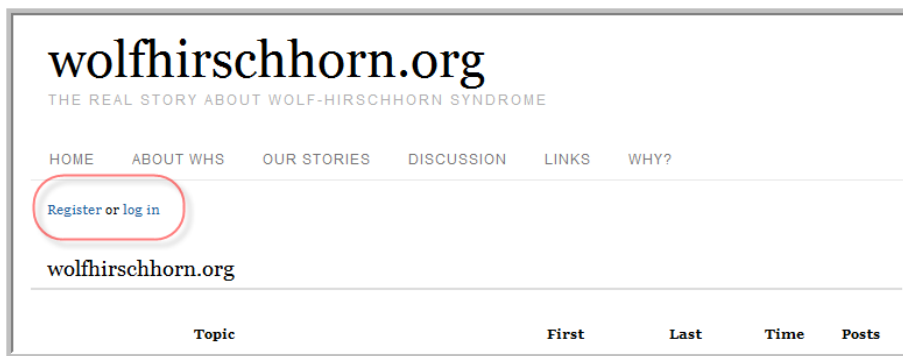 wolfhirschhorn.org
THE REAL STORY ABOUT WOLF-HIRSCHHORN SYNDROME
HOME ABOUT WHS OUR STORIES DISCUSSION LINKS WHY?
Register or log in
wolfhirschhorn.org
Topic First Last Time Posts